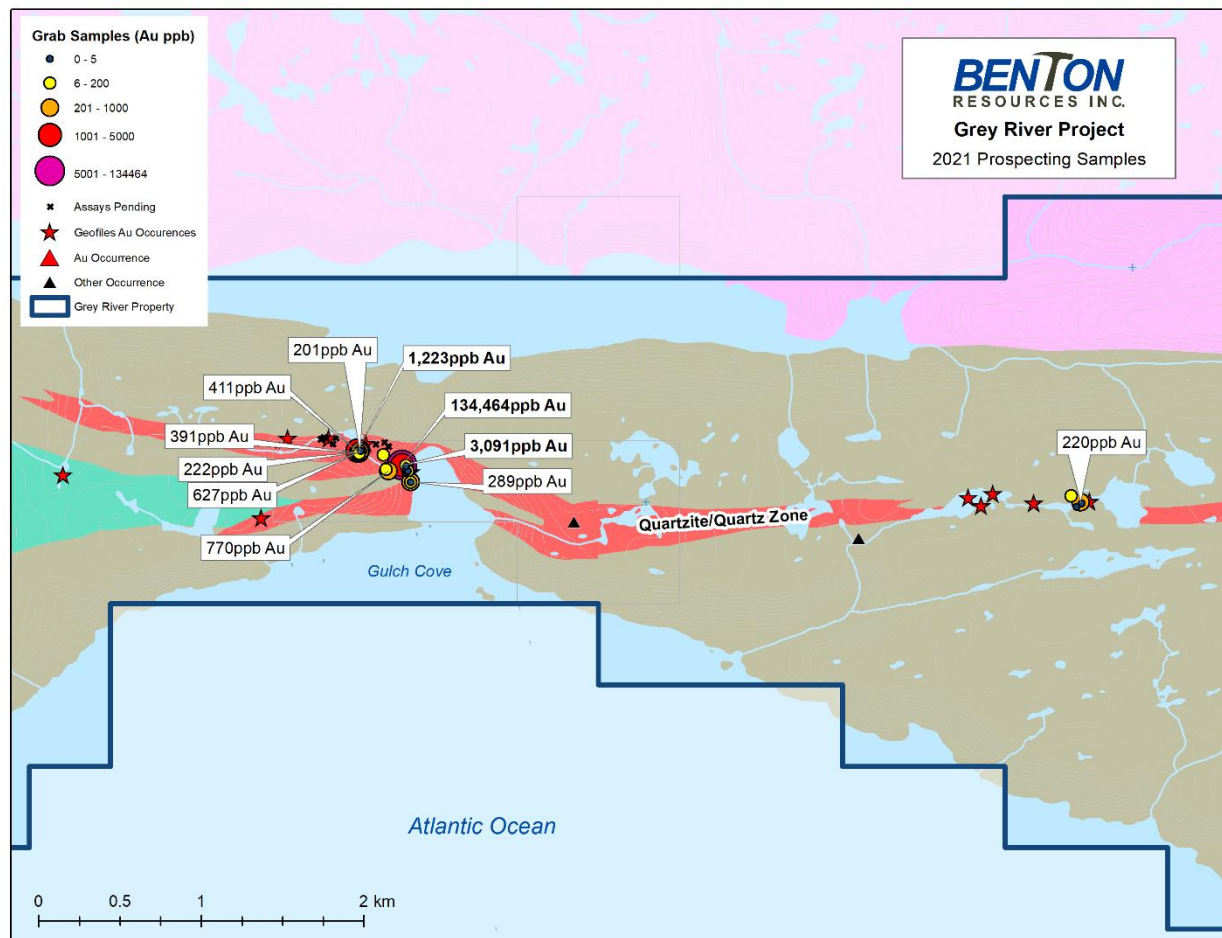 Grab Samples (Au ppb)
0 - 5
6 - 200
201 - 1000
1001 - 5000
5001 - 134464
Assays Pending
Geofiles Au Occurences
Au Occurrence
Other Occurrence
Grey River Property
BENTON
RESOURCES INC.
Grey River Project
2021 Prospecting Samples
201ppb Au
1,223ppb Au
411ppb Au
134,464ppb Au
391ppb Au
3,091ppb Au
220ppb Au
222ppb Au
289ppb Au
627ppb Au
770ppb Au
Quartzite/Quartz Zone
Gulch Cove
Atlantic Ocean
0 0.5 1 2 km